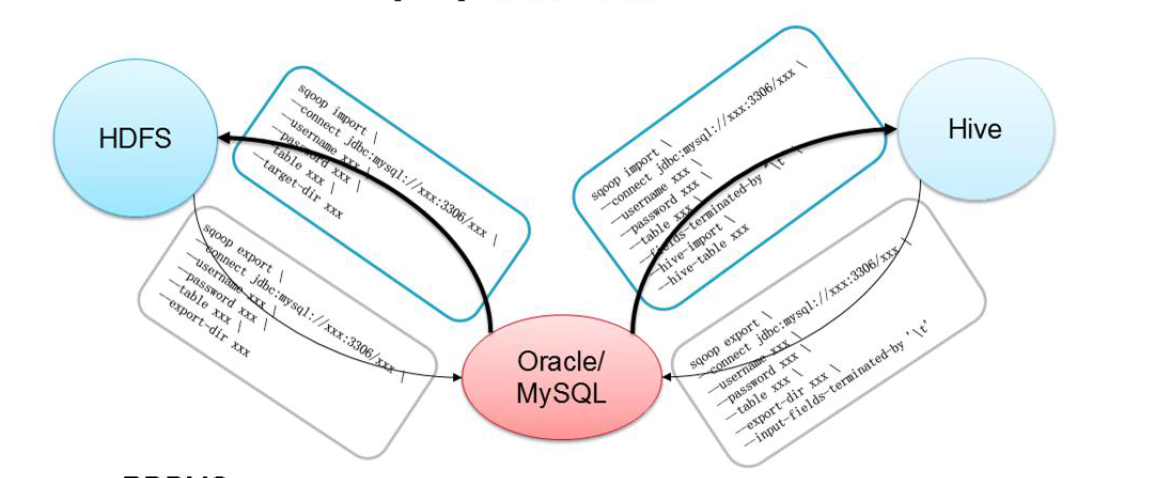 HDFS
sqoop import \
--connect jdbc:mysql://xxx:3306/xxx \
--username xxx \
--password xxx \
--table xxx \
--target-dir xxx
sqoop import \
--connect jdbc:mysql://xxx:3306/xxx \
--username xxx \
--password xxx \
--table xxx \
--fields-terminated-by '\t' \
--hive-import \
--hive-table xxx
Hive
sqoop export \
--connect jdbc:mysql://xxx:3306/xxx \
--username xxx \
--password xxx \
--table xxx \
--export-dir xxx
Oracle/
MySQL
sqoop export \
--connect jdbc:mysql://xxx:3306/xxx \
--username xxx \
--password xxx \
--table xxx \
--export-dir xxx \
--input-fields-terminated-by '\t'